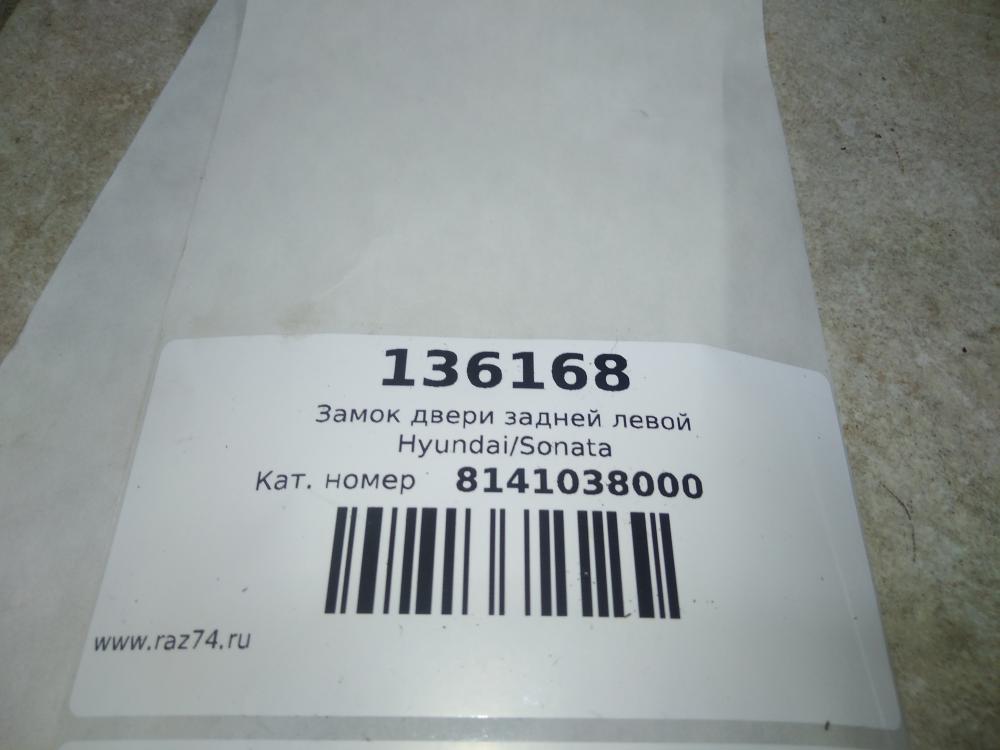 136168
Замок двери задней левой
Hyundai/Sonata
Кат. номер 8141038000
www.raz74.ru